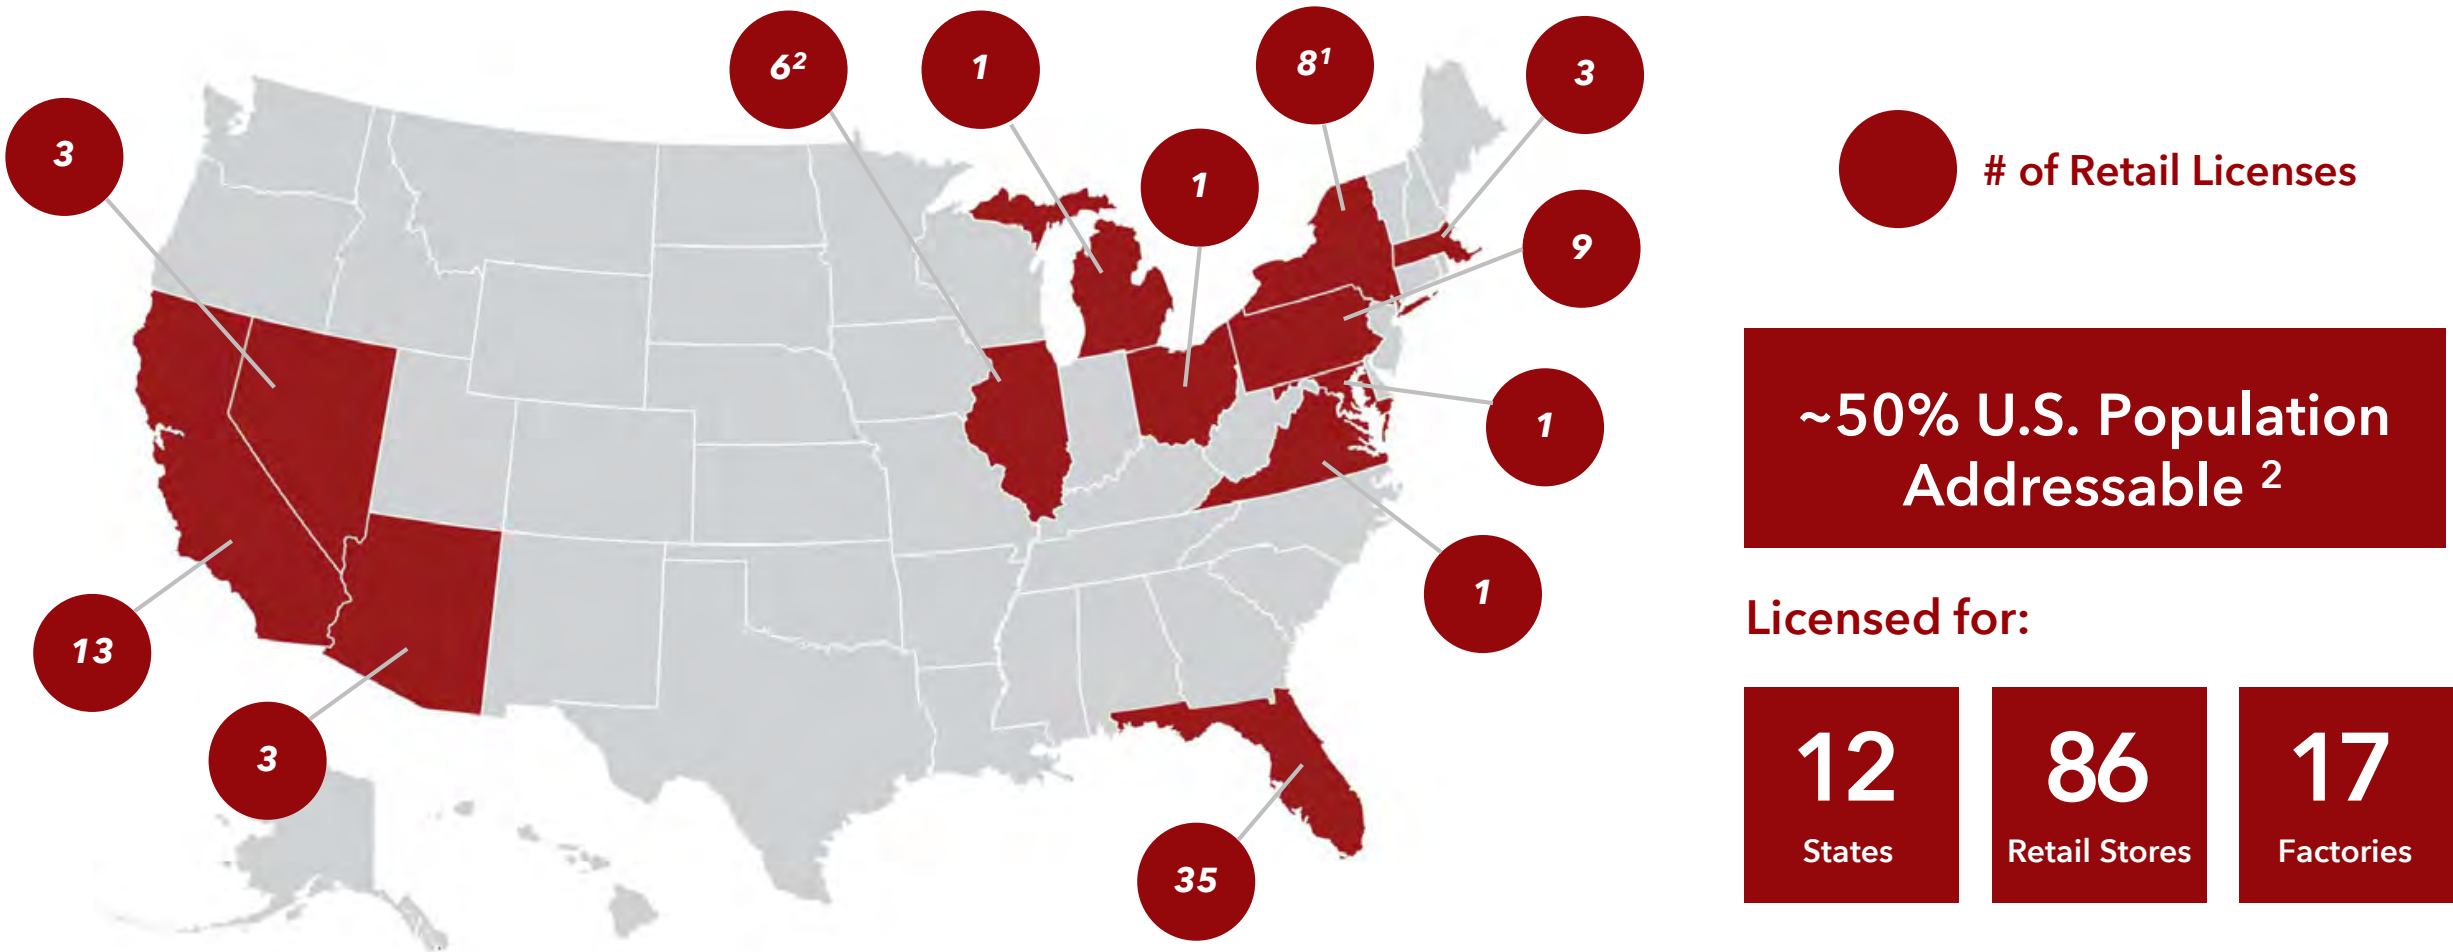 6²
1
8¹
3
3
1
9
# of Retail Licenses
1
1
13
3
35
~50% U.S. Population
Addressable ²
Licensed for:
12
States
86
Retail Stores
17
Factories